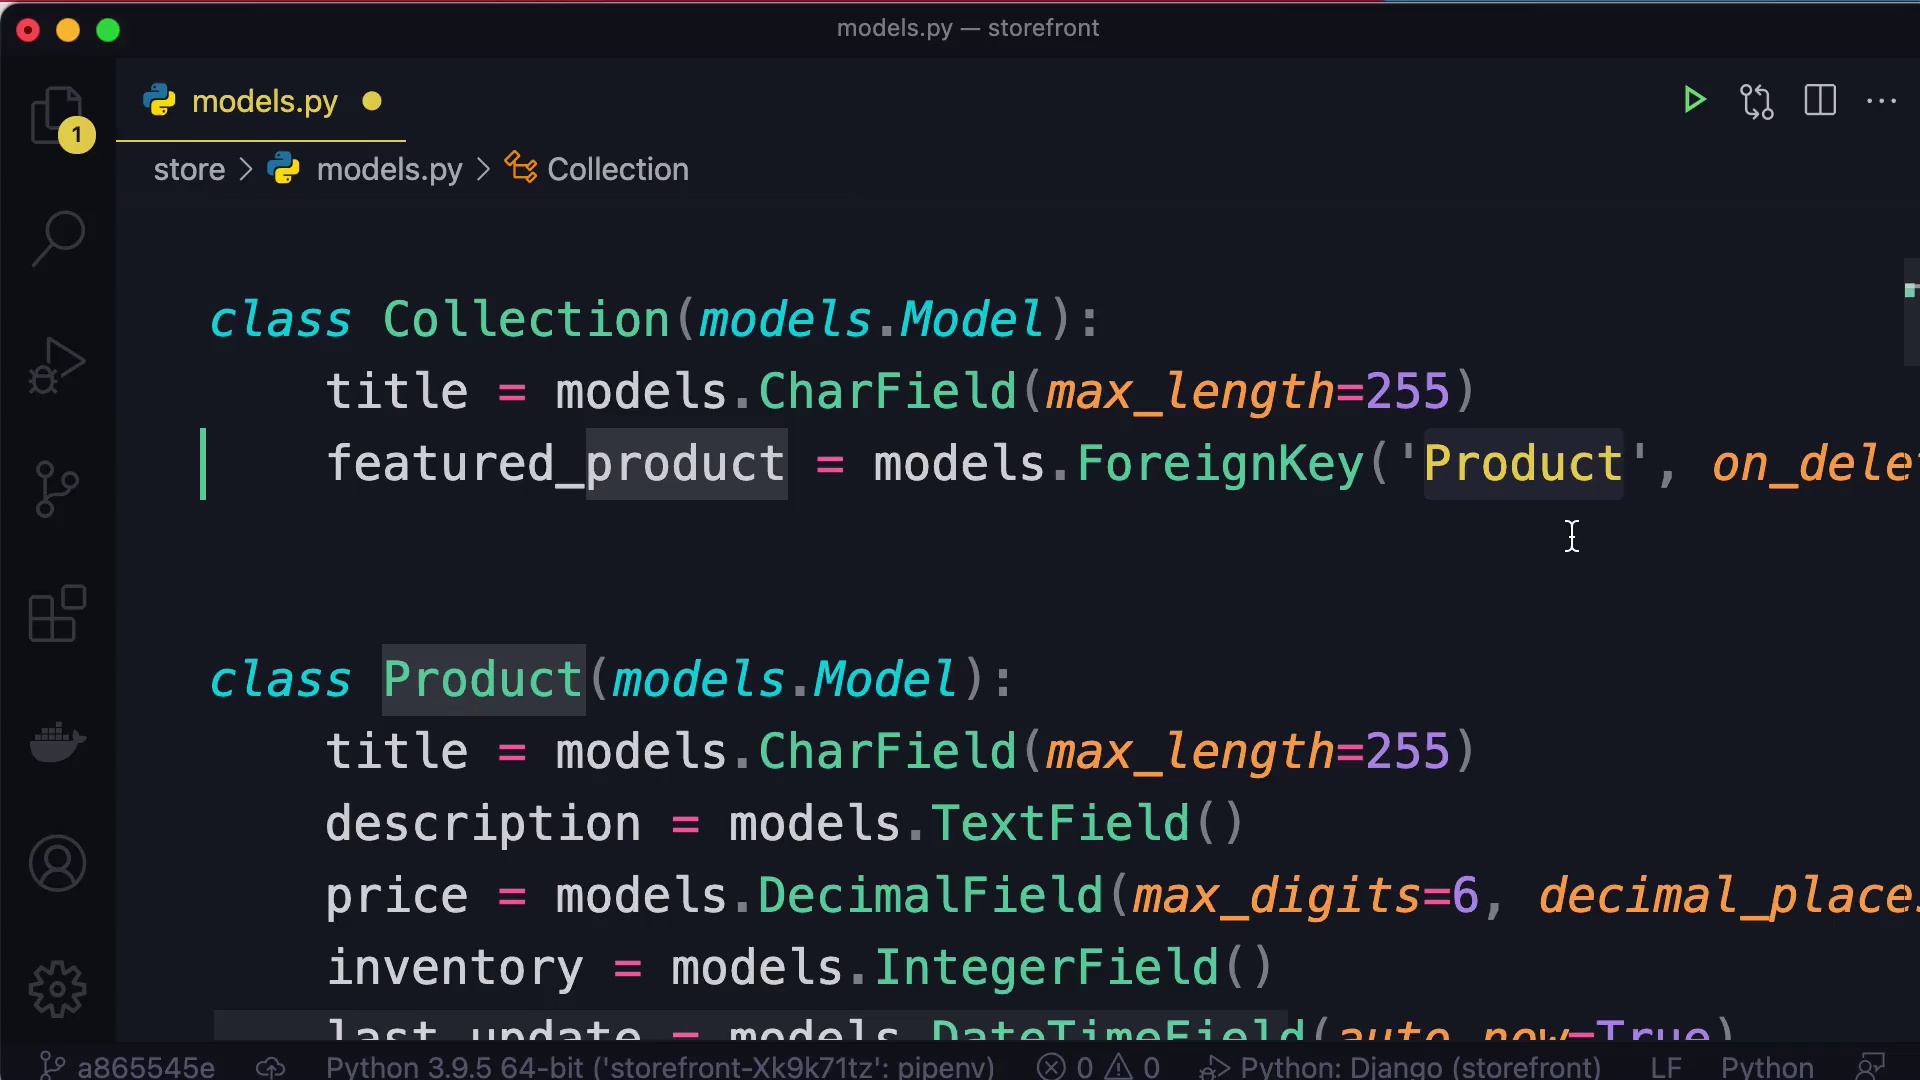 models.py — storefront
models.py
1
store > models.py > Collection
class Collection(models.Model):
title = models.CharField(max_length=255)
featured_product = models.ForeignKey('Product', on_delet
class Product(models.Model):
title = models.CharField(max_length=255)
description = models.TextField()
price = models.DecimalField(max_digits=6, decimal_places
inventory = models.IntegerField()
last_update = models.DateTimeField(auto_now=True)
a865545e Python 3.9.5 64-bit ('storefront-Xk9k71tz': pipenv) 0 0 Python: Django (storefront) LF Python